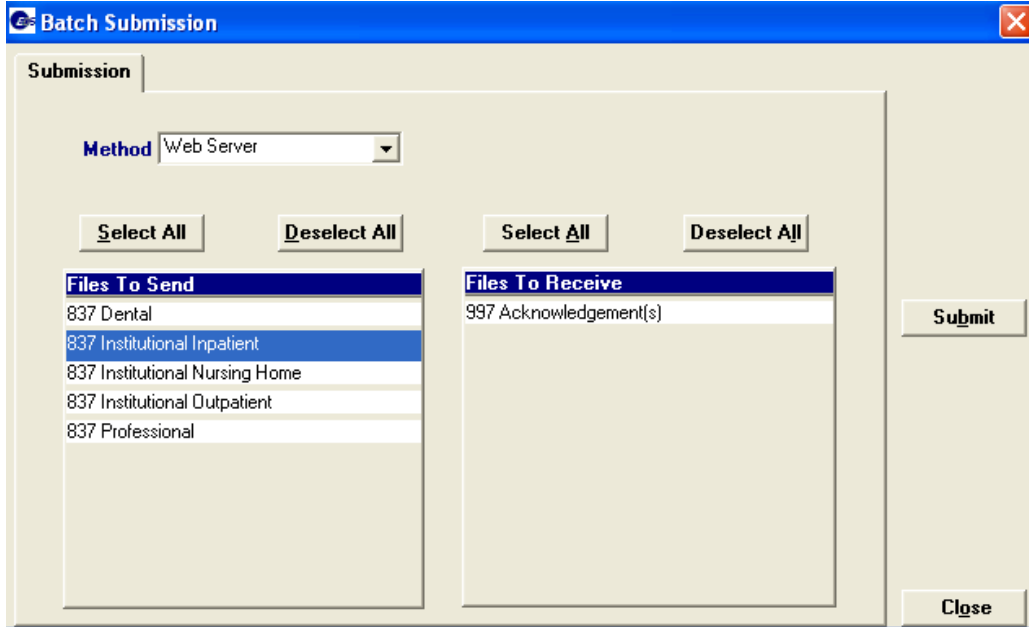 Batch Submission
Submission
Method Web Server
Select All Deselect All Select All Deselect All
Files To Send
837 Dental
837 Institutional Inpatient
837 Institutional Nursing Home
837 Institutional Outpatient
837 Professional
Files To Receive
997 Acknowledgement(s)
Submit
Close